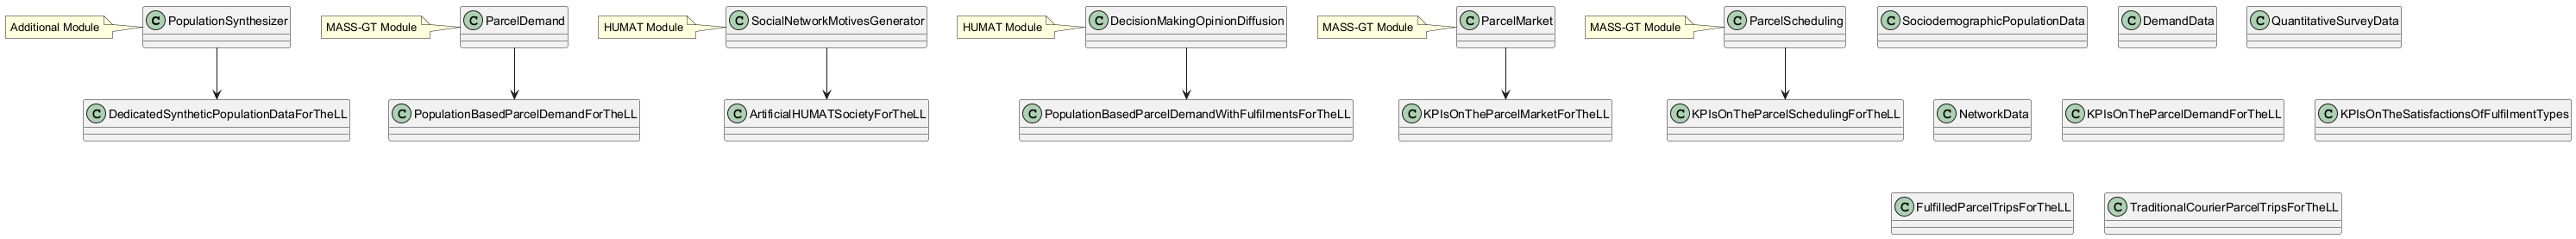 Additional Module
C PopulationSynthesizer
MASS-GT Module
C ParcelDemand
HUMAT Module
C SocialNetworkMotivesGenerator
HUMAT Module
C DecisionMakingOpinionDiffusion
MASS-GT Module
C ParcelMarket
MASS-GT Module
C ParcelScheduling
C SociodemographicPopulationData
C DemandData
C QuantitativeSurveyData
C DedicatedSyntheticPopulationDataForTheLL
C PopulationBasedParcelDemandForTheLL
C ArtificialHUMATSocietyForTheLL
C PopulationBasedParcelDemandWithFulfilmentsForTheLL
C KPIsOnTheParcelMarketForTheLL
C KPIsOnTheParcelSchedulingForTheLL
C NetworkData
C KPIsOnTheParcelDemandForTheLL
C KPIsOnTheSatisfactionsOfFulfilmentTypes
C FulfilledParcelTripsForTheLL
C TraditionalCourierParcelTripsForTheLL